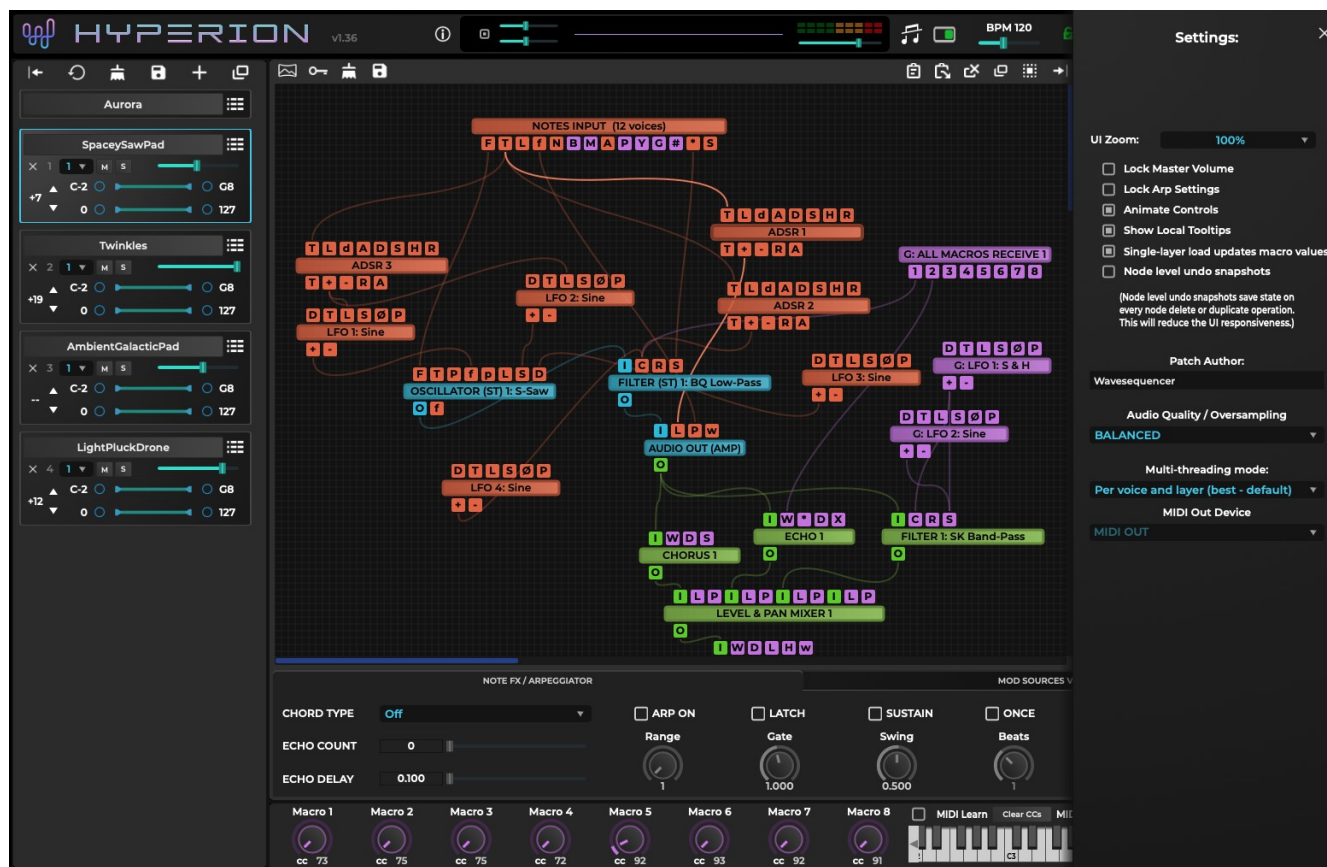 HYPERION v1.36
BPM 120
Settings:
Aurora
SpaceySawPad
× 1 1 M S
+7 C-2 G8
0 127
Twinkles
× 2 1 M S
+19 C-2 G8
0 127
AmbientGalacticPad
× 3 1 M S
-- C-2 G8
0 127
LightPluckDrone
× 4 1 M S
+12 C-2 G8
0 127
NOTES INPUT (12 voices)
F T L f N B M A P Y G # * S
T L d A D S H R
ADSR 1
T + - R A
T L d A D S H R
ADSR 3
T + - R A
G: ALL MACROS RECEIVE 1
1 2 3 4 5 6 7 8
D T L S Ø P
LFO 2: Sine
+ -
T L d A D S H R
ADSR 2
T + - R A
D T L S Ø P
LFO 1: Sine
+ -
D T L S Ø P
G: LFO 1: S & H
+ -
F T P f p L S D
OSCILLATOR (ST) 1: S-Saw
O f
I C R S
FILTER (ST) 1: BQ Low-Pass
O
D T L S Ø P
LFO 3: Sine
+ -
D T L S Ø P
G: LFO 2: Sine
+ -
I L P w
AUDIO OUT (AMP)
O
D T L S Ø P
LFO 4: Sine
+ -
I W D S
CHORUS 1
O
I W * D X
ECHO 1
O
I C R S
FILTER 1: SK Band-Pass
O
I L P I L P I L P I L P
LEVEL & PAN MIXER 1
O
I W D L H w
UI Zoom: 100%
Lock Master Volume
Lock Arp Settings
Animate Controls
Show Local Tooltips
Single-layer load updates macro values
Node level undo snapshots
(Node level undo snapshots save state on
every node delete or duplicate operation.
This will reduce the UI responsiveness.)
Patch Author:
Wavesequencer
Audio Quality / Oversampling
BALANCED
Multi-threading mode:
Per voice and layer (best - default)
MIDI Out Device
MIDI OUT
NOTE FX / ARPEGGIATOR MOD SOURCES V
CHORD TYPE Off ARP ON LATCH SUSTAIN ONCE
ECHO COUNT 0 Range Gate Swing Beats
ECHO DELAY 0.100 1 1.000 0.500 1
Macro 1 Macro 2 Macro 3 Macro 4 Macro 5 Macro 6 Macro 7 Macro 8 MIDI Learn Clear CCs MI
cc 73 cc 75 cc 75 cc 72 cc 92 cc 93 cc 92 cc 91 C3